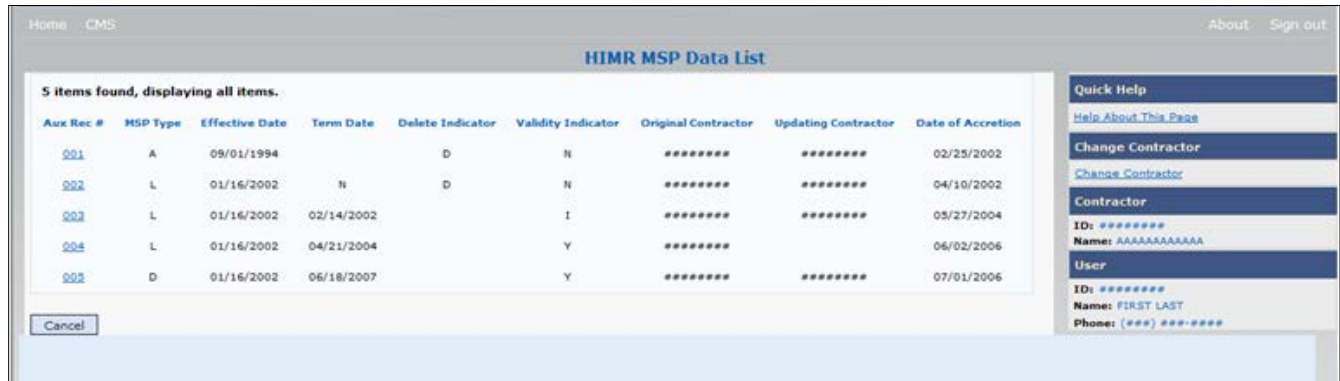 Home CMS About Sign out
HIMR MSP Data List
5 items found, displaying all items.
Aux Rec # MSP Type Effective Date Term Date Delete Indicator Validity Indicator Original Contractor Updating Contractor Date of Accretion
001 A 09/01/1994 D N ######## ######## 02/25/2002
002 L 01/16/2002 N D N ######## ######## 04/10/2002
003 L 01/16/2002 02/14/2002 I ######## ######## 05/27/2004
004 L 01/16/2002 04/21/2004 Y ######## 06/02/2006
005 D 01/16/2002 06/18/2007 Y ######## ######## 07/01/2006
Cancel
Quick Help
Help About This Page
Change Contractor
Change Contractor
Contractor
ID: ########
Name: AAAAAAAAAAAA
User
ID: ########
Name: FIRST LAST
Phone: (###) ###-####